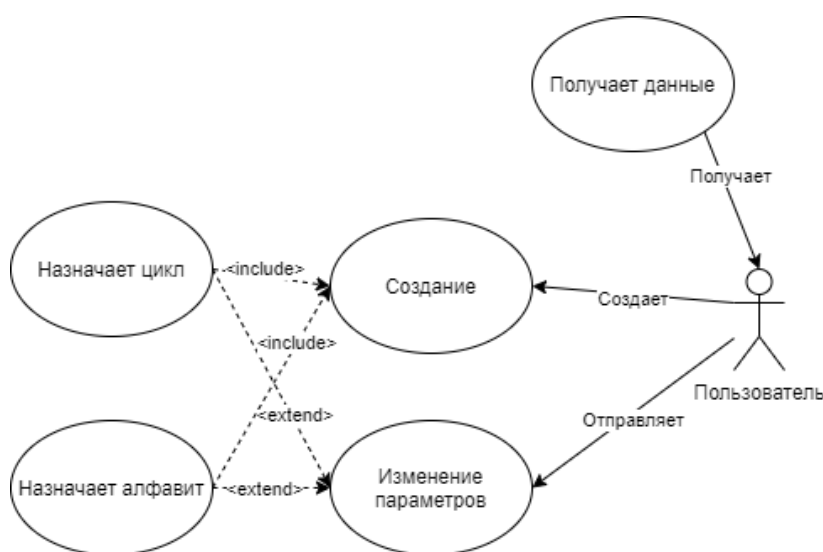 Получает данные
Получает
Назначает цикл
<include>
Создание
Создает
<include>
Пользователь
<extend>
Отправляет
Назначает алфавит
<extend>
Изменение
параметров